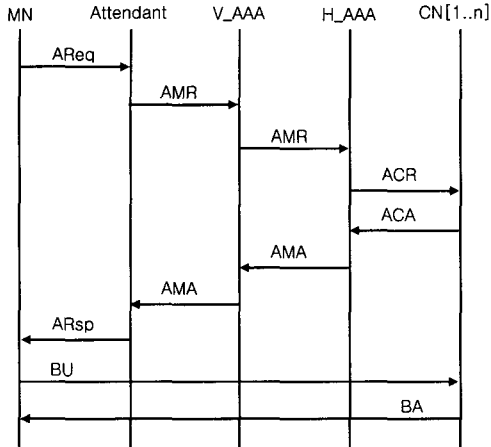 MN Attendant V_AAA H_AAA CN[1..n]
AReq
AMR
AMR
ACR
ACA
AMA
AMA
ARsp
BU
BA